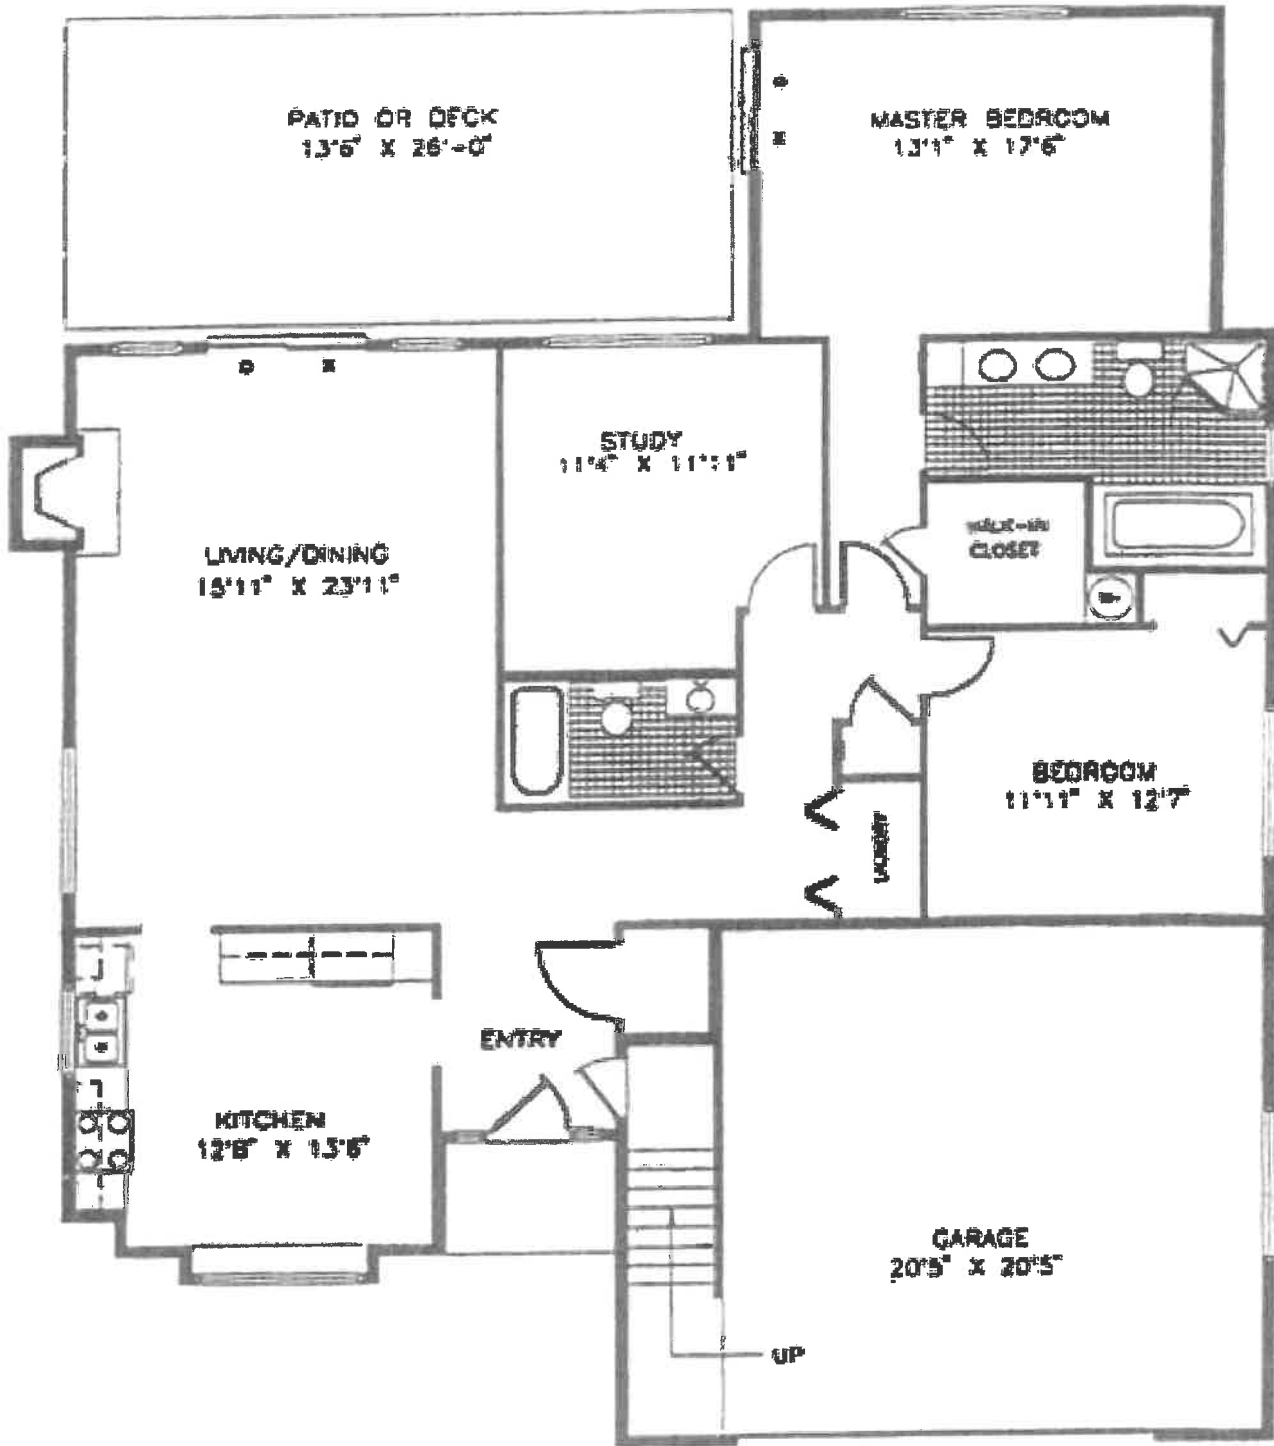 PATIO OR DECK
13'6" X 26'-0"
MASTER BEDROOM
13'1" X 17'6"
STUDY
11'4" X 11'11"
WALK-IN
CLOSET
LIVING/DINING
15'11" X 23'11"
BEDROOM
11'11" X 12'7"
LAUNDRY
ENTRY
KITCHEN
12'8" X 13'6"
GARAGE
20'5" X 20'5"
UP